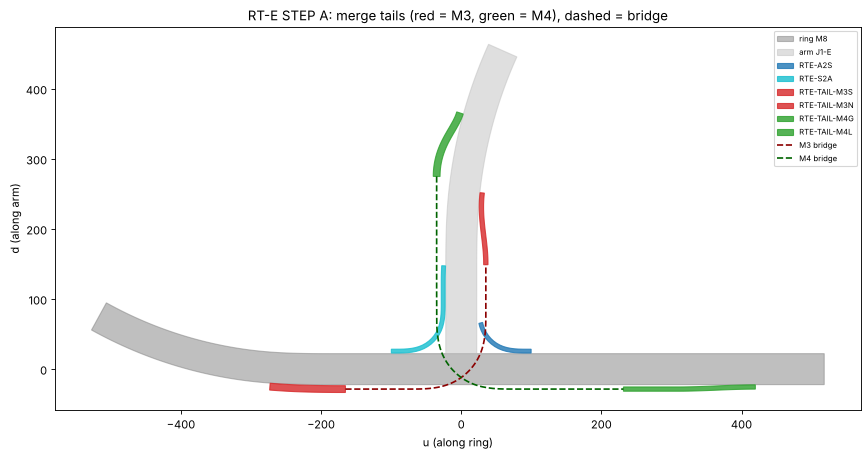 RT-E STEP A: merge tails (red = M3, green = M4), dashed = bridge
ring M8
arm J1-E
RTE-A2S
RTE-S2A
RTE-TAIL-M3S
RTE-TAIL-M3N
RTE-TAIL-M4G
RTE-TAIL-M4L
M3 bridge
M4 bridge
d (along arm)
400
300
200
100
0
−400
−200
0
200
400
u (along ring)